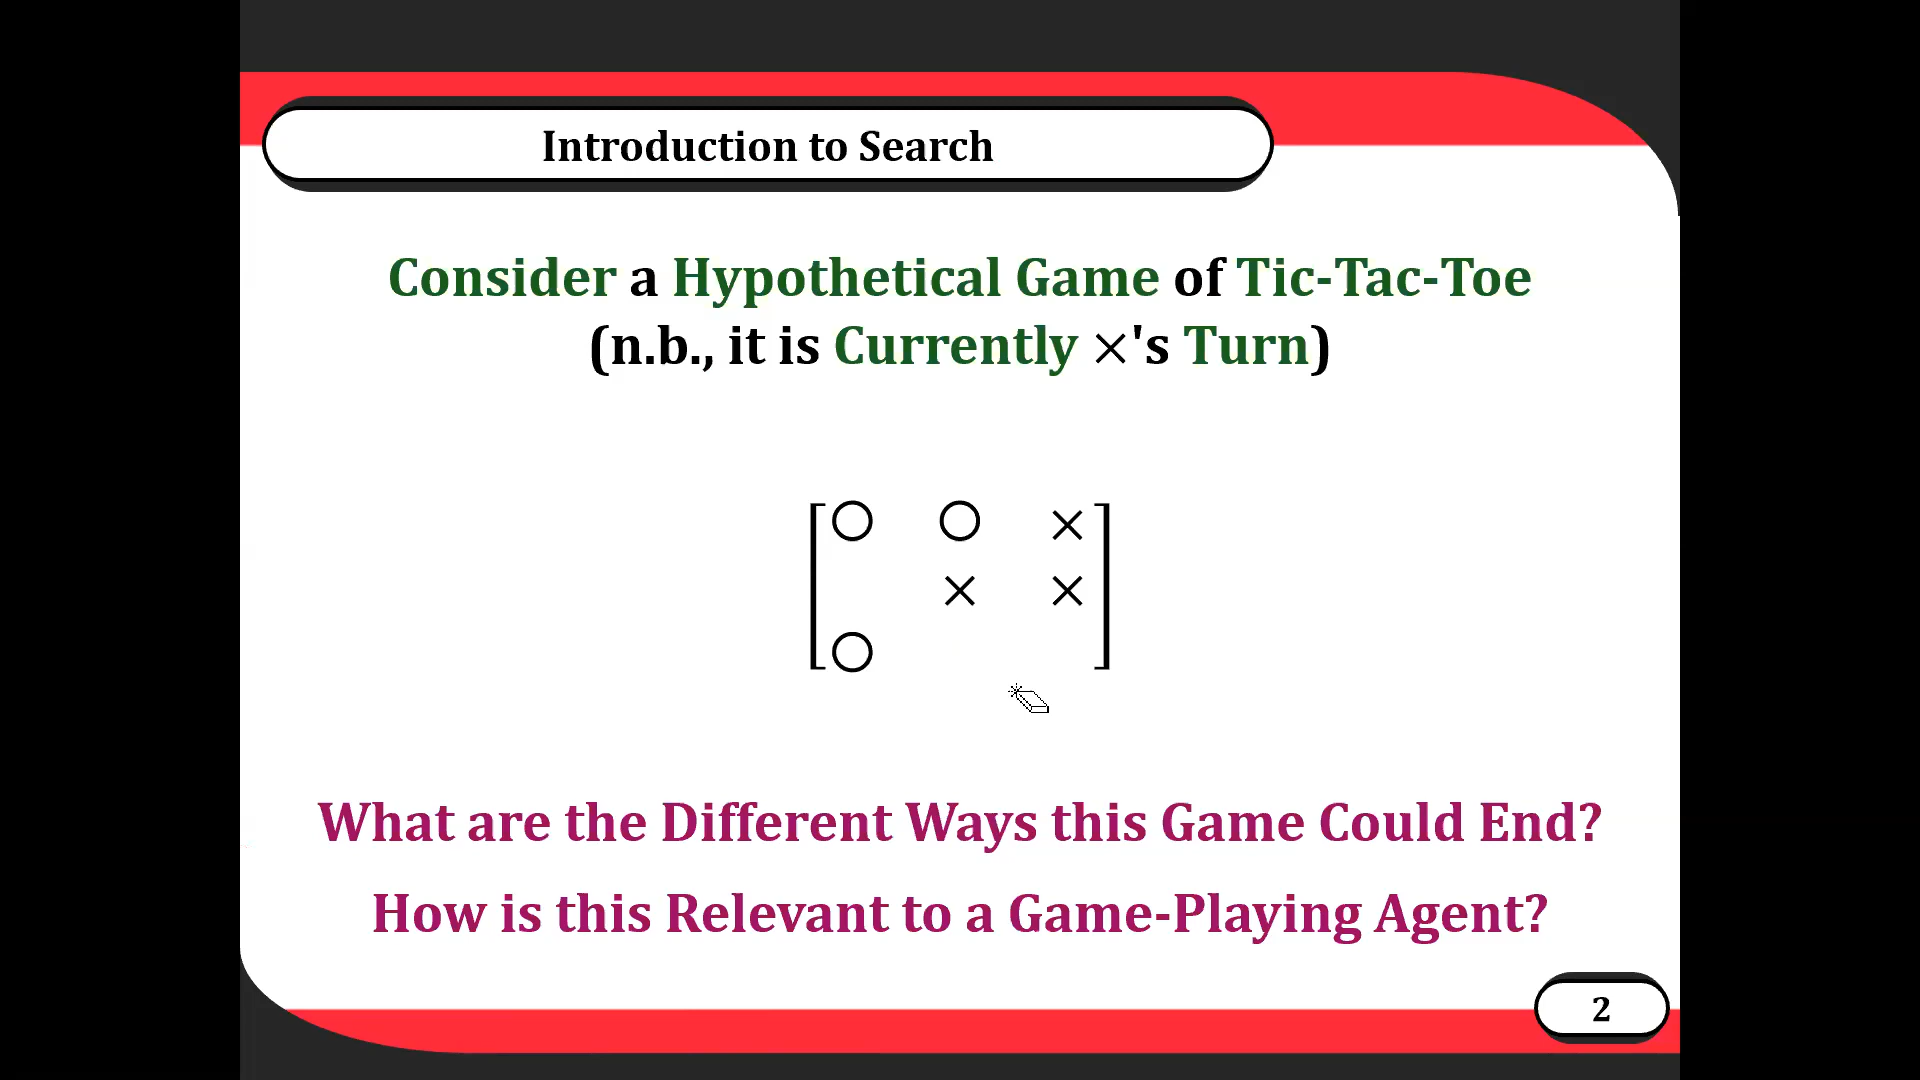 Introduction to Search
Consider a Hypothetical Game of Tic-Tac-Toe
(n.b., it is Currently ×'s Turn)
○ ○ ×
× ×
○
What are the Different Ways this Game Could End?
How is this Relevant to a Game-Playing Agent?
2